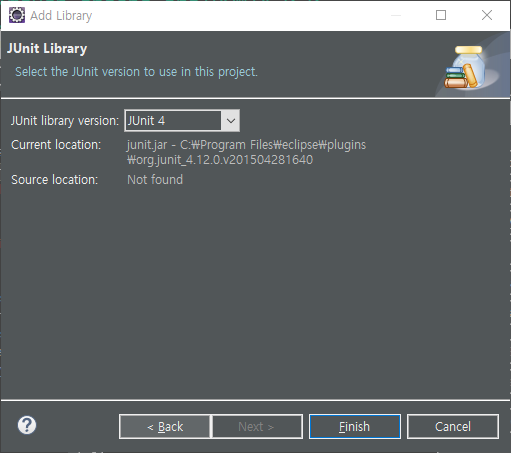 Add Library
JUnit Library
Select the JUnit version to use in this project.
JUnit library version: JUnit 4
Current location: junit.jar - C:₩Program Files₩eclipse₩plugins
₩org.junit_4.12.0.v201504281640
Source location: Not found
? < Back Next > Finish Cancel